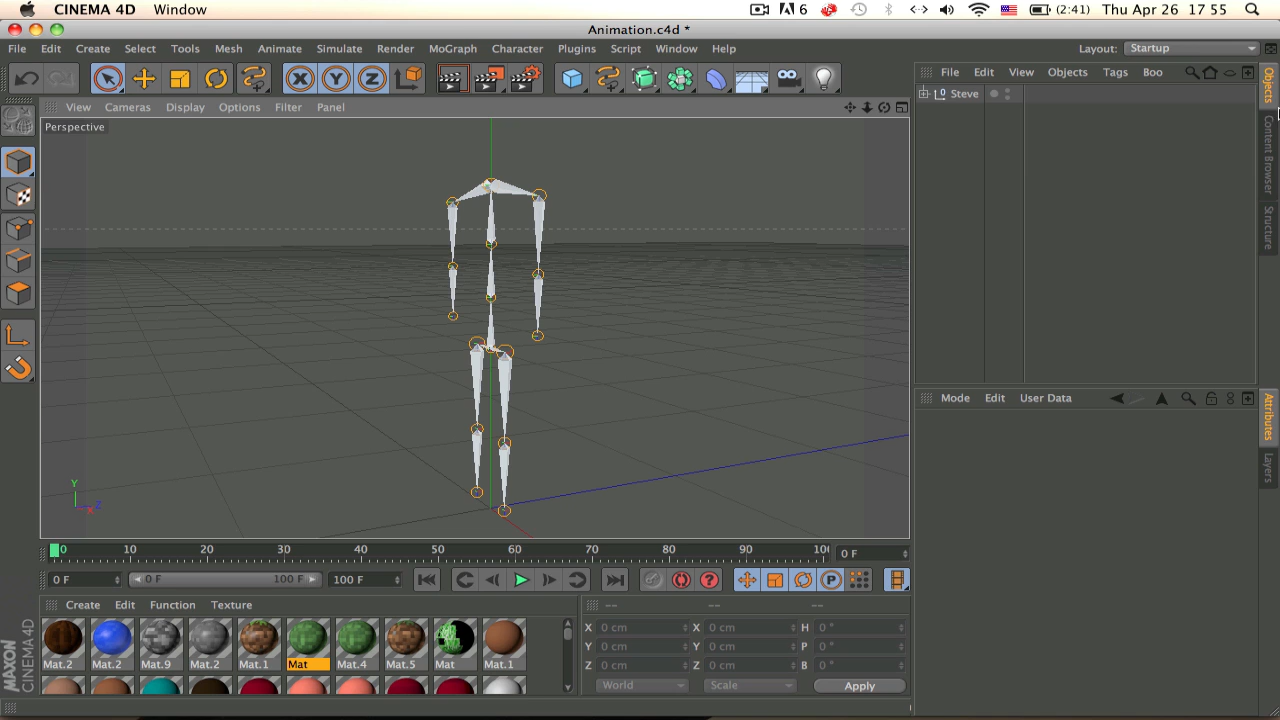 CINEMA 4D Window 6 (2:41) Thu Apr 26 17 55
Animation.c4d *
File Edit Create Select Tools Mesh Animate Simulate Render MoGraph Character Plugins Script Window Help Layout: Startup
File Edit View Objects Tags Boo
View Cameras Display Options Filter Panel
Steve
Perspective
Objects
Content Browser
Structure
Mode Edit User Data
Attributes
Layers
Y
Z
X
0 10 20 30 40 50 60 70 80 90 10 0 F
0 F 0 F 100 F 100 F
Create Edit Function Texture
-- -- --
X 0 cm X 0 cm H 0 °
Y 0 cm Y 0 cm P 0 °
Z 0 cm Z 0 cm B 0 °
Mat.2 Mat.2 Mat.9 Mat.2 Mat.1 Mat Mat.4 Mat.5 Mat Mat.1
World Scale Apply
MAXON
CINEMA 4D